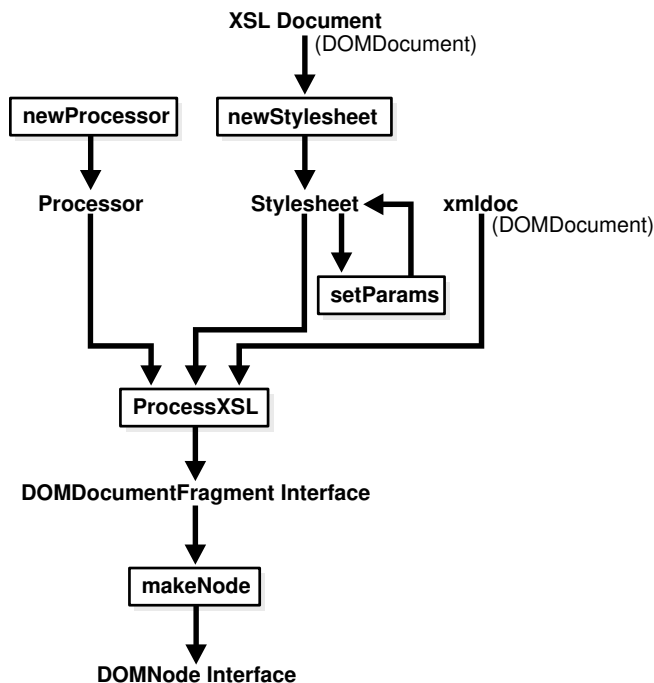 XSL Document
(DOMDocument)
newProcessor
newStylesheet
Processor
Stylesheet
xmldoc
(DOMDocument)
setParams
ProcessXSL
DOMDocumentFragment Interface
makeNode
DOMNode Interface